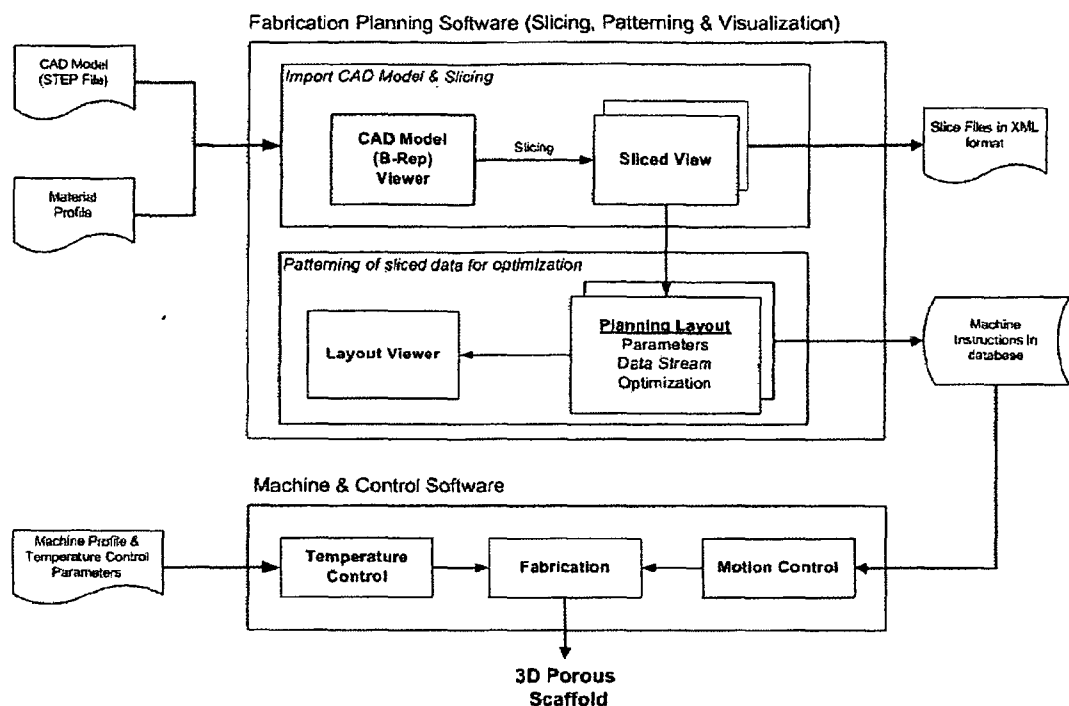 Fabrication Planning Software (Slicing, Patterning & Visualization)
CAD Model
(STEP File)
Material
Profile
Import CAD Model & Slicing
CAD Model
(B-Rep)
Viewer
Slicing
Sliced View
Slice Files in XML
format
Patterning of sliced data for optimization
Layout Viewer
Planning Layout
Parameters
Data Stream
Optimization
Machine
Instructions in
database
Machine & Control Software
Machine Profile &
Temperature Control
Parameters
Temperature
Control
Fabrication
Motion Control
3D Porous
Scaffold